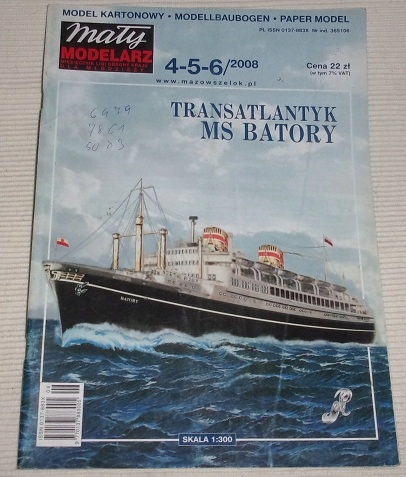 MODEL KARTONOWY • MODELLBAUBOGEN • PAPER MODEL
PL ISSN 0137-883X Nr ind. 365106
Mały
MODELARZ
4-5-6/2008
www.mazowszelok.pl
Cena 22 zł
(w tym 7% VAT)
TRANSATLANTYK
MS BATORY
BATORY
SKALA 1:300